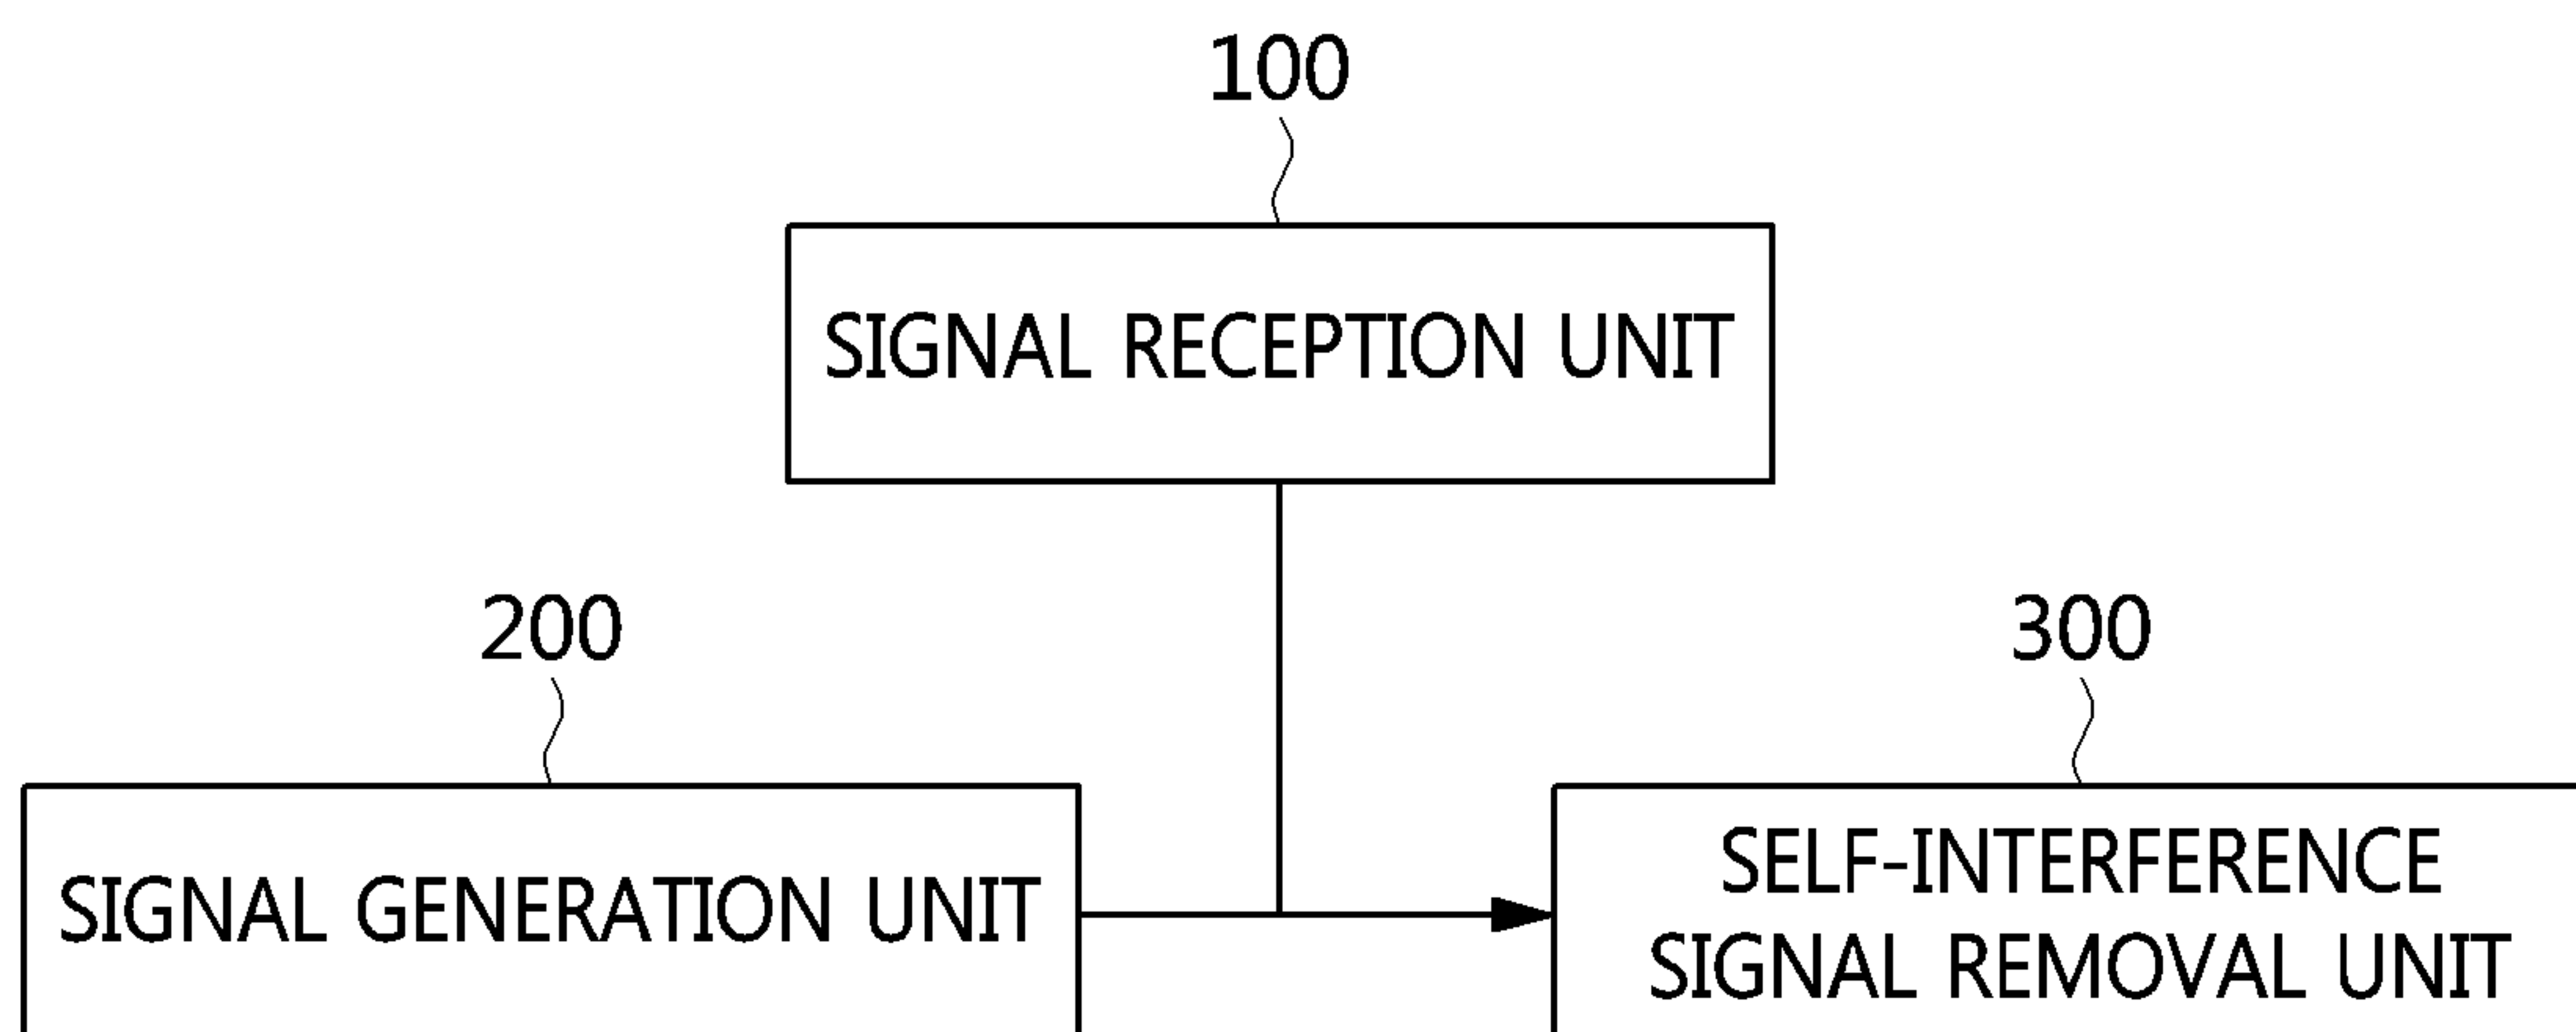 100
SIGNAL RECEPTION UNIT
200
300
SIGNAL GENERATION UNIT
SELF-INTERFERENCE
SIGNAL REMOVAL UNIT